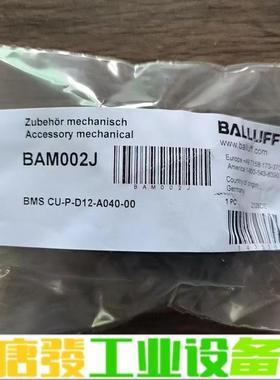 Zubehör mechanisch
Accessory mechanical
BAM002J
BAM002J
BMS CU-P-D12-A040-00
BALLUFF
www.balluff.com
Country of origin
Germany
1 PC
唐發工业设备